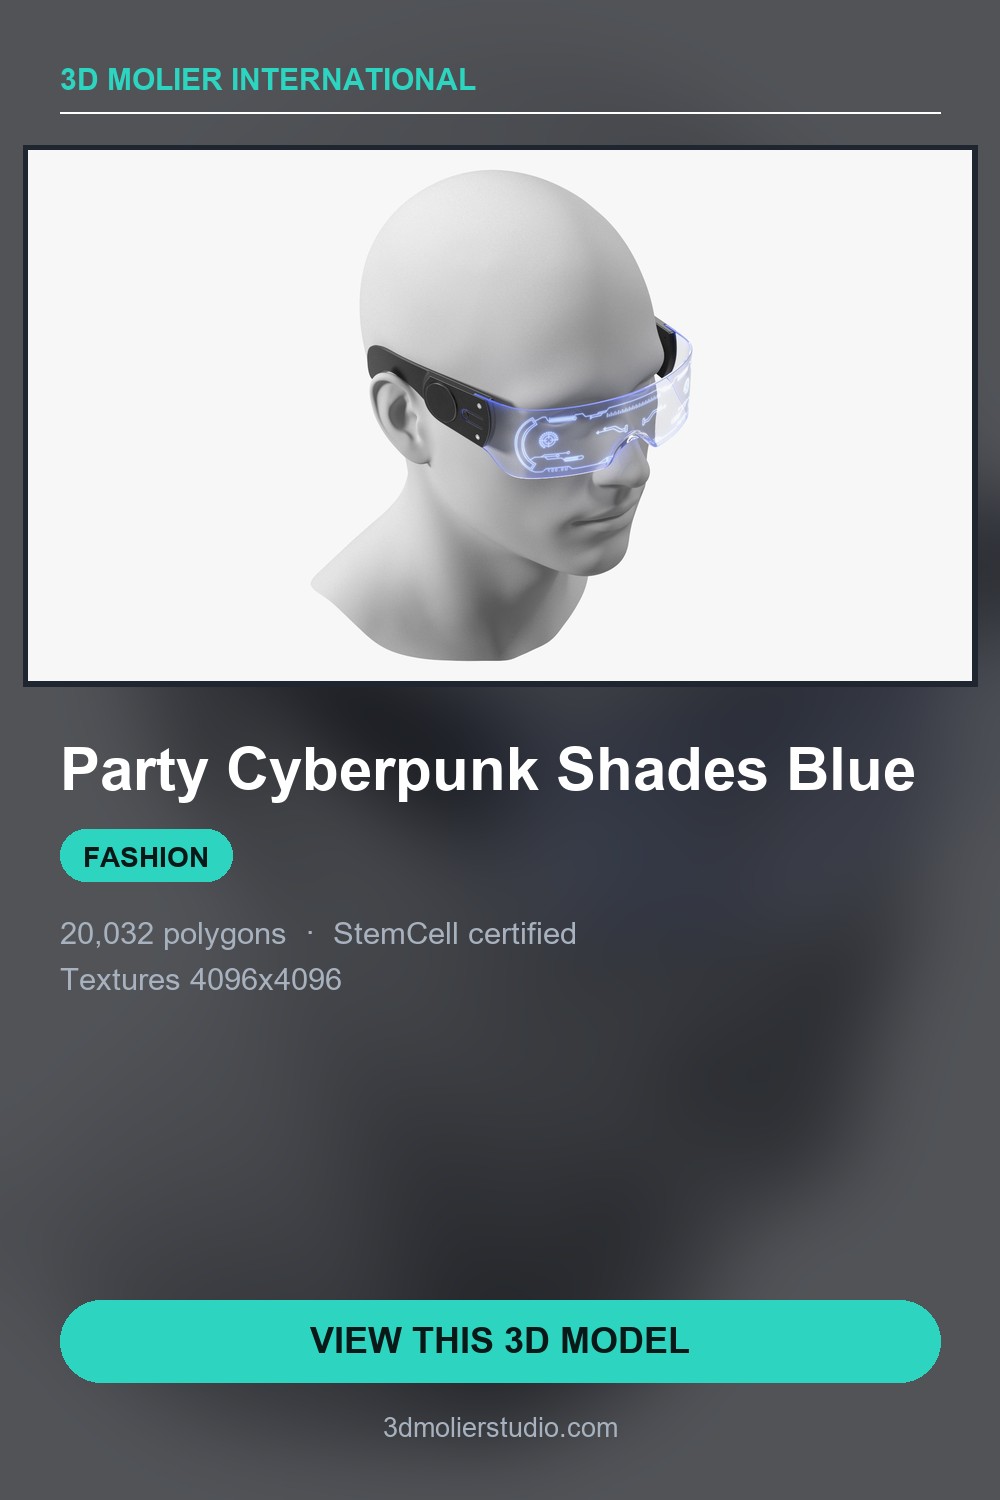 3D MOLIER INTERNATIONAL
Party Cyberpunk Shades Blue
FASHION
20,032 polygons · StemCell certified
Textures 4096x4096
VIEW THIS 3D MODEL
3dmolierstudio.com